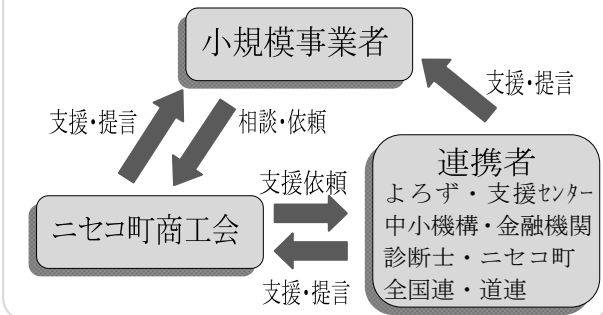 小規模事業者
支援・提言
支援・提言
相談・依頼
連携者
支援依頼
よろず・支援ｾﾝﾀｰ
ニセコ町商工会
中小機構・金融機関
診断士・ニセコ町
支援・提言
全国連・道連